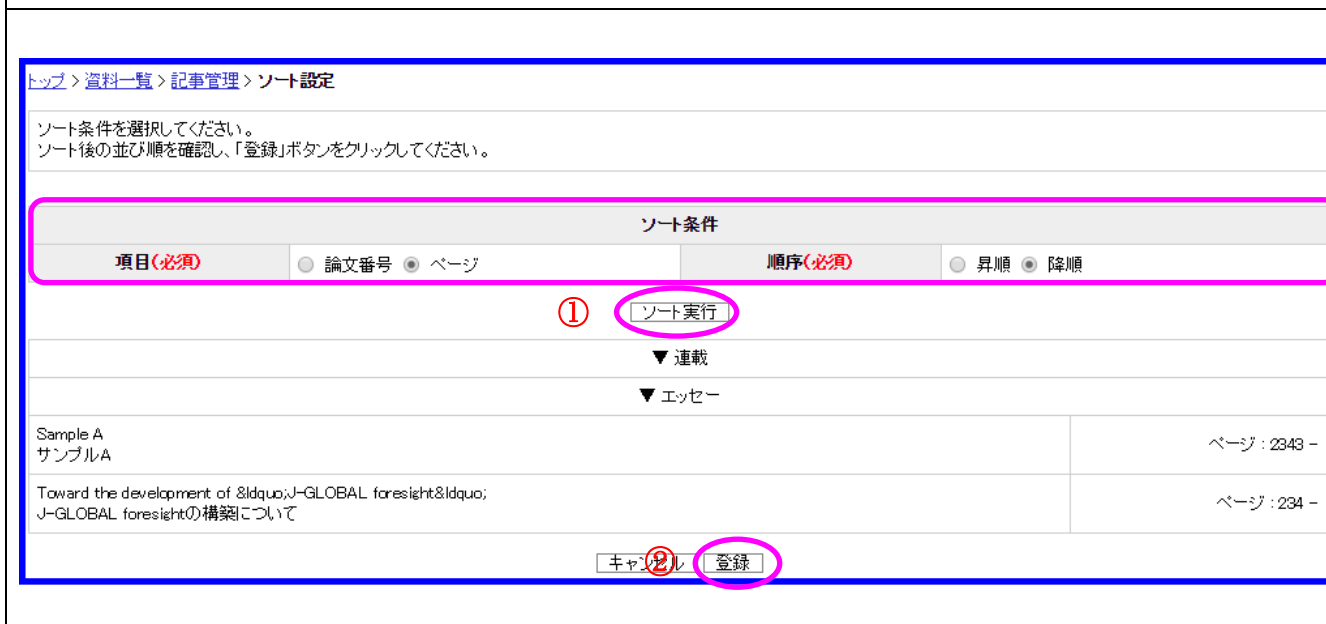 トップ > 資料一覧 > 記事管理 > ソート設定
ソート条件を選択してください。
ソート後の並び順を確認し、「登録」ボタンをクリックしてください。
ソート条件
項目(必須) 論文番号 ページ 順序(必須) 昇順 降順
① ソート実行
▼ 連載
▼ エッセー
Sample A
サンプルA
ページ : 2343 -
Toward the development of &ldquo;J-GLOBAL foresight&ldquo;
J-GLOBAL foresightの構築について
ページ : 234 -
キャンセル ② 登録